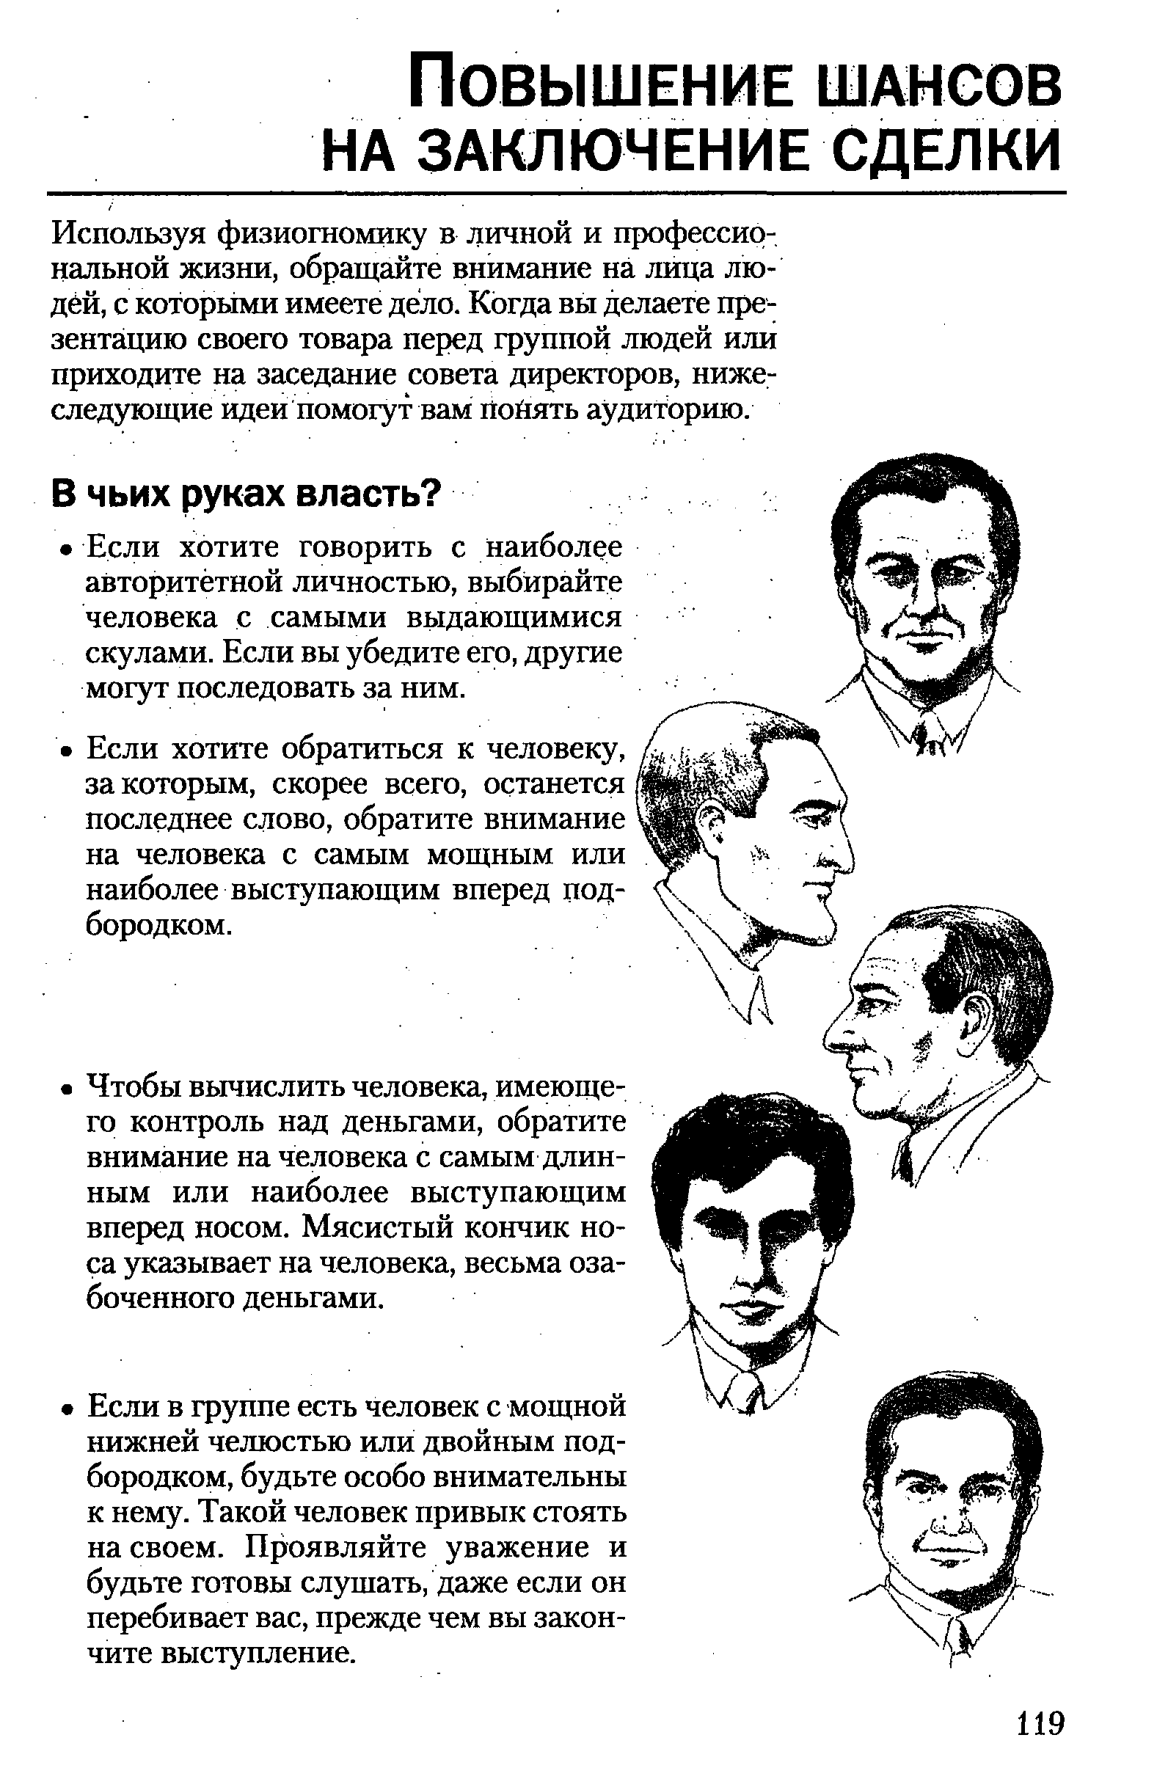 ПОВЫШЕНИЕ ШАНСОВ
НА ЗАКЛЮЧЕНИЕ СДЕЛКИ
Используя физиогномику в личной и профессио-
нальной жизни, обращайте внимание на лица лю-
дей, с которыми имеете дело. Когда вы делаете пре-
зентацию своего товара перед группой людей или
приходите на заседание совета директоров, ниже-
следующие идеи помогут вам понять аудиторию.
В чьих руках власть?
• Если хотите говорить с наиболее
авторитетной личностью, выбирайте
человека с самыми выдающимися
скулами. Если вы убедите его, другие
могут последовать за ним.
• Если хотите обратиться к человеку,
за которым, скорее всего, останется
последнее слово, обратите внимание
на человека с самым мощным или
наиболее выступающим вперед под-
бородком.
• Чтобы вычислить человека, имеюще-
го контроль над деньгами, обратите
внимание на человека с самым длин-
ным или наиболее выступающим
вперед носом. Мясистый кончик но-
са указывает на человека, весьма оза-
боченного деньгами.
• Если в группе есть человек с мощной
нижней челюстью или двойным под-
бородком, будьте особо внимательны
к нему. Такой человек привык стоять
на своем. Проявляйте уважение и
будьте готовы слушать, даже если он
перебивает вас, прежде чем вы закон-
чите выступление.
119